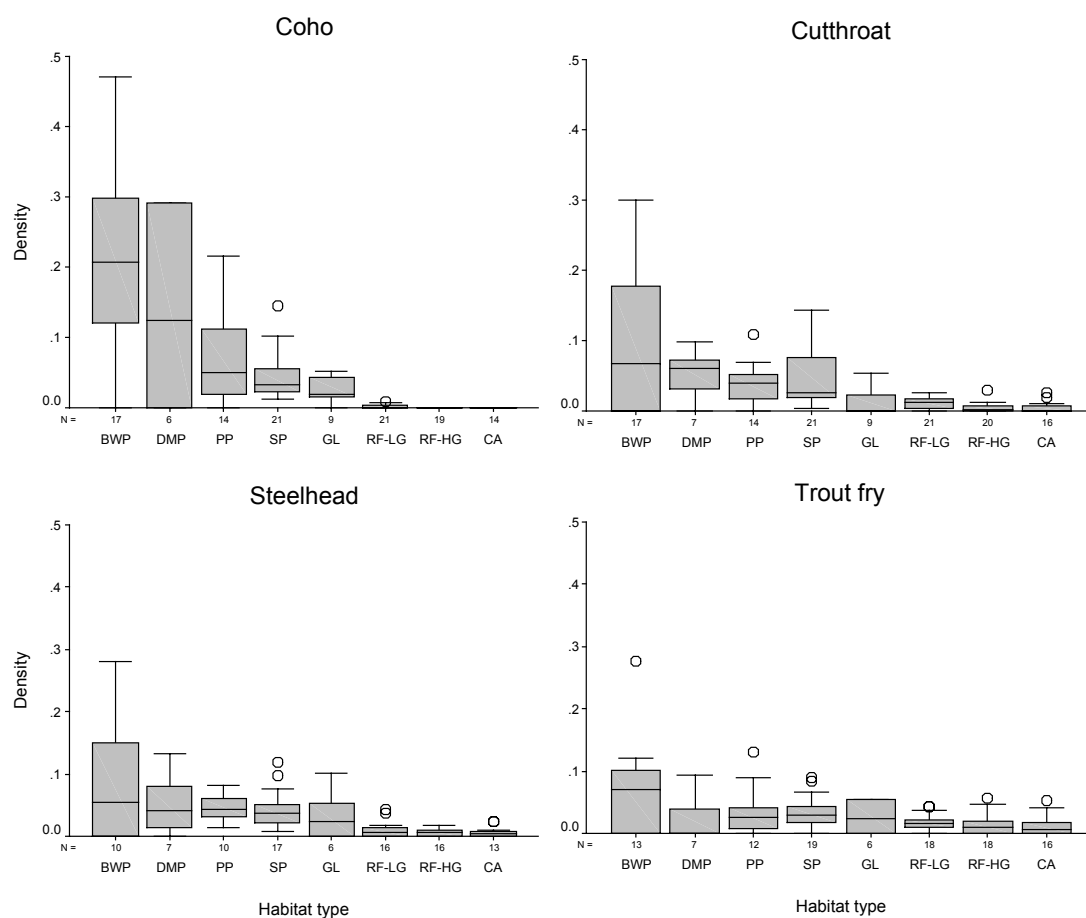 Coho
.5
.4
.3
.2
.1
0.0
Density
N = 17 6 14 21 9 21 19 14
BWP DMP PP SP GL RF-LG RF-HG CA
Cutthroat
.5
.4
.3
.2
.1
0.0
N = 17 7 14 21 9 21 20 16
BWP DMP PP SP GL RF-LG RF-HG CA
Steelhead
.5
.4
.3
.2
.1
0.0
Density
N = 10 7 10 17 6 16 16 13
BWP DMP PP SP GL RF-LG RF-HG CA
Habitat type
Trout fry
.5
.4
.3
.2
.1
0.0
N = 13 7 12 19 6 18 18 16
BWP DMP PP SP GL RF-LG RF-HG CA
Habitat type